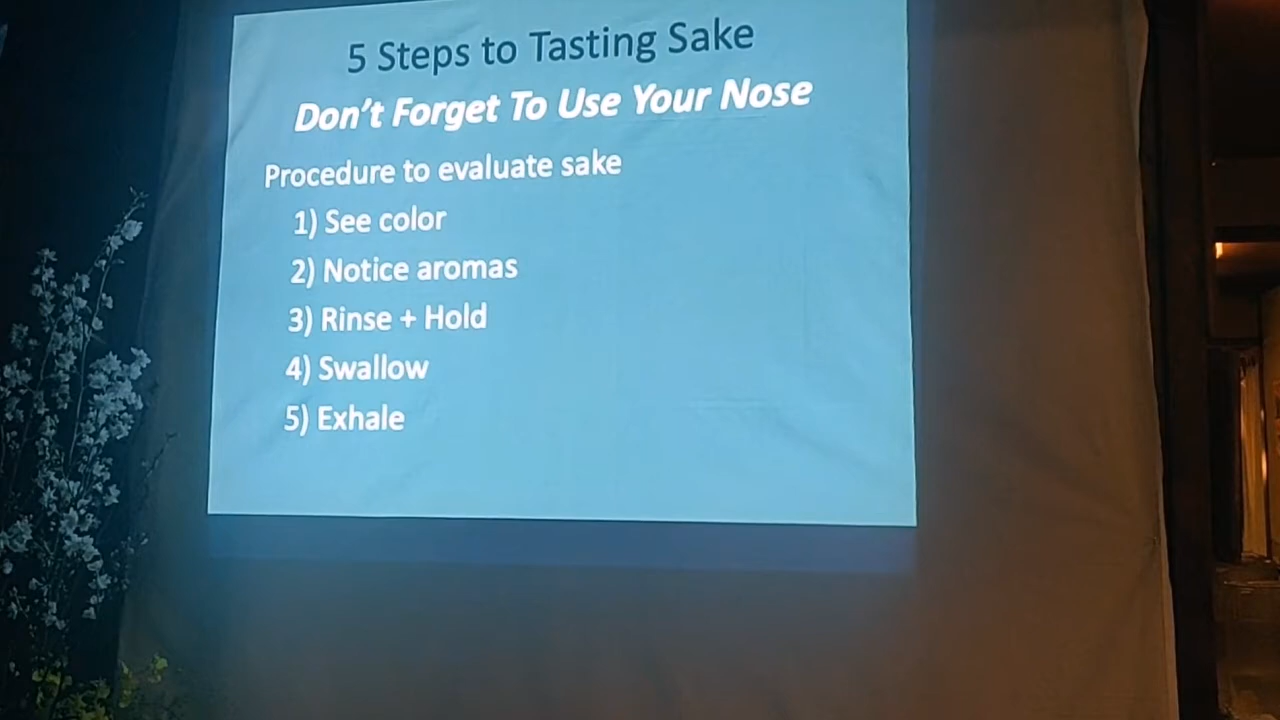 5 Steps to Tasting Sake
Don't Forget To Use Your Nose
Procedure to evaluate sake
1) See color
2) Notice aromas
3) Rinse + Hold
4) Swallow
5) Exhale